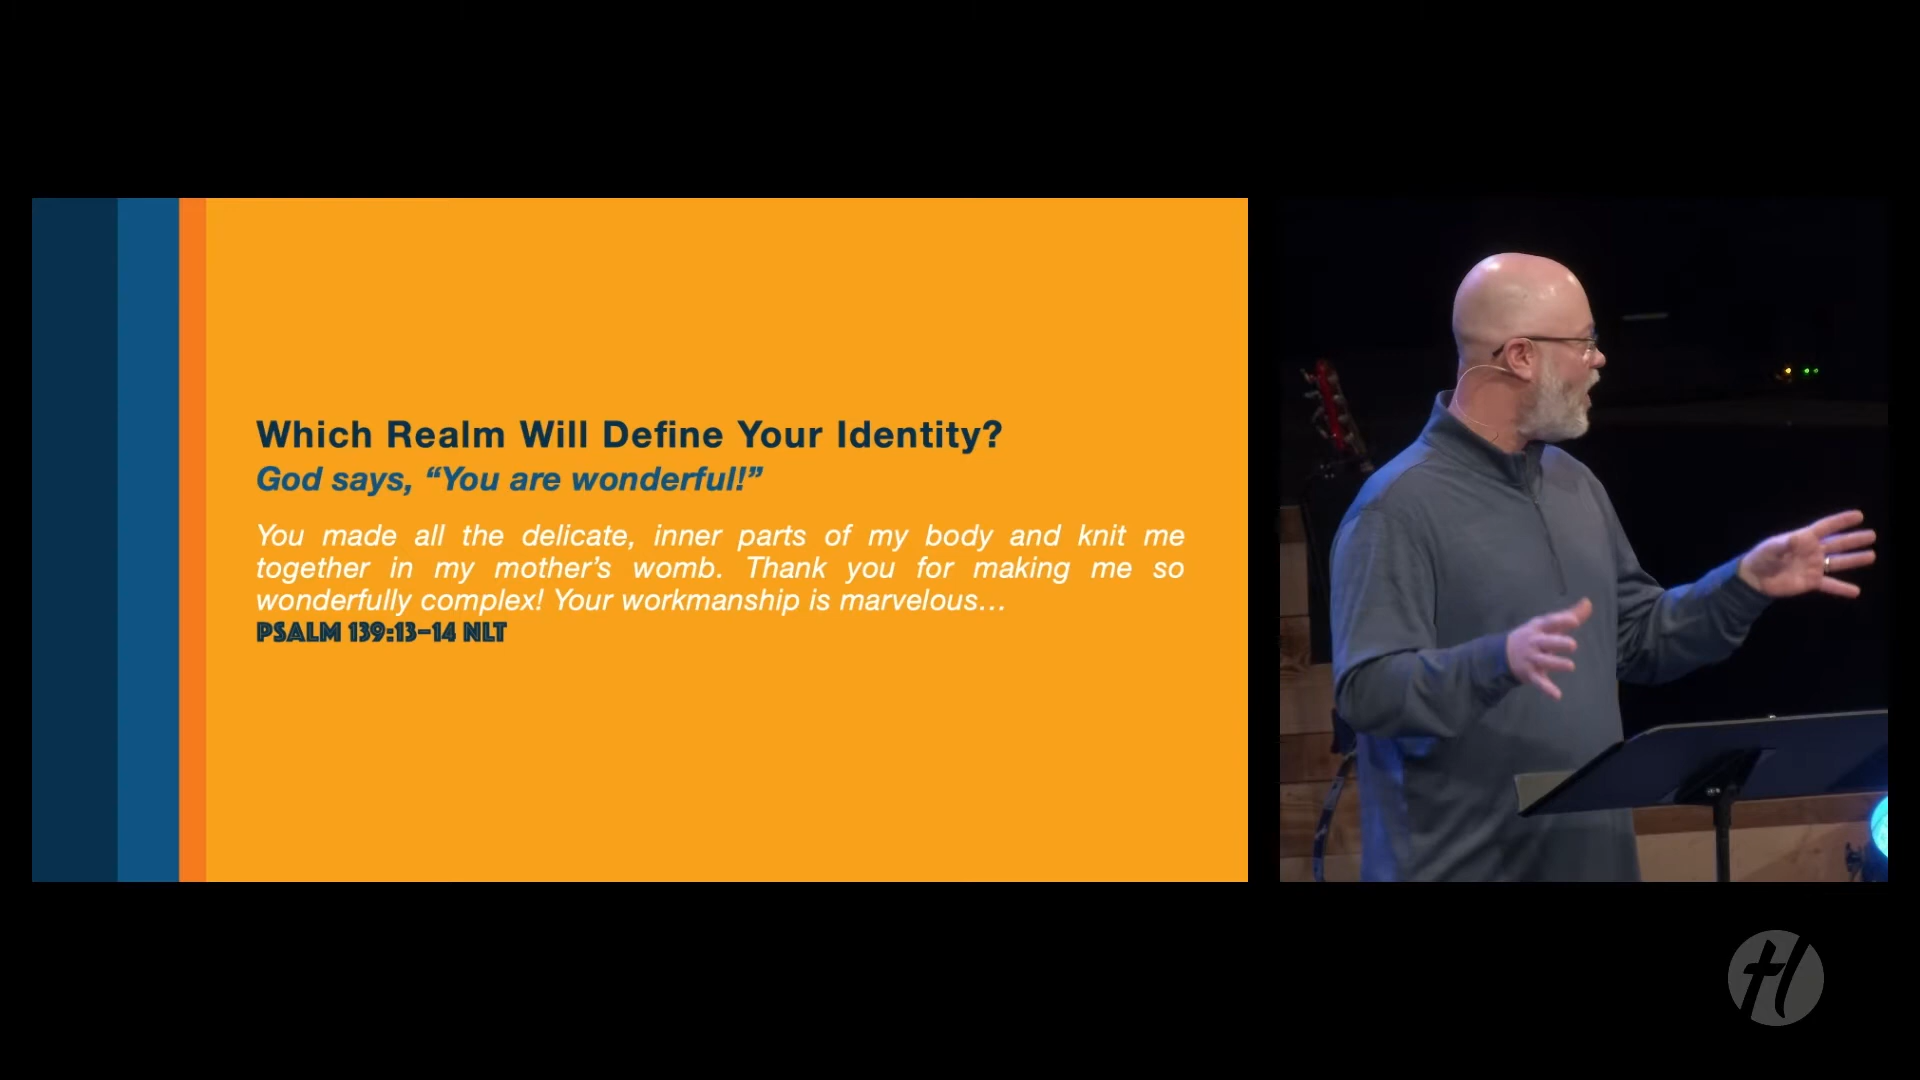 Which Realm Will Define Your Identity?
God says, “You are wonderful!”
You made all the delicate, inner parts of my body and knit me
together in my mother’s womb. Thank you for making me so
wonderfully complex! Your workmanship is marvelous…
PSALM 139:13–14 NLT